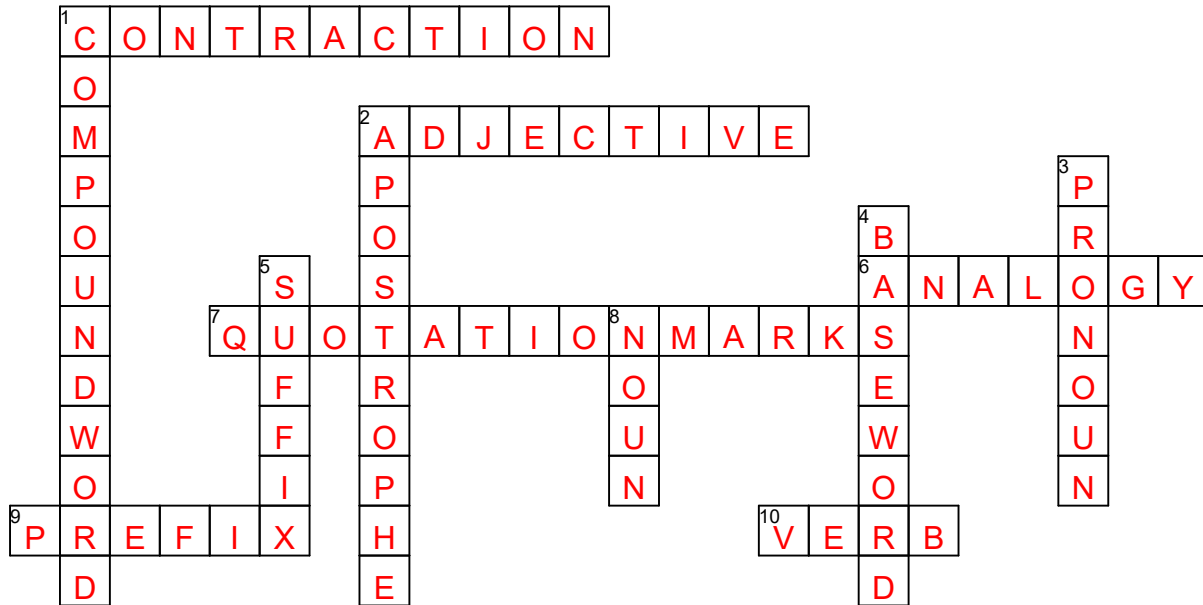 1 CONTRACTION
COMPOUNDWORD
2 ADJECTIVE
APOSTROPHE
3 PRONOUN
4 BASEWORD
5 SUFFIX
6 ANALOGY
7 QUOTATIONMARKS
8 NOUN
9 PREFIX
10 VERB